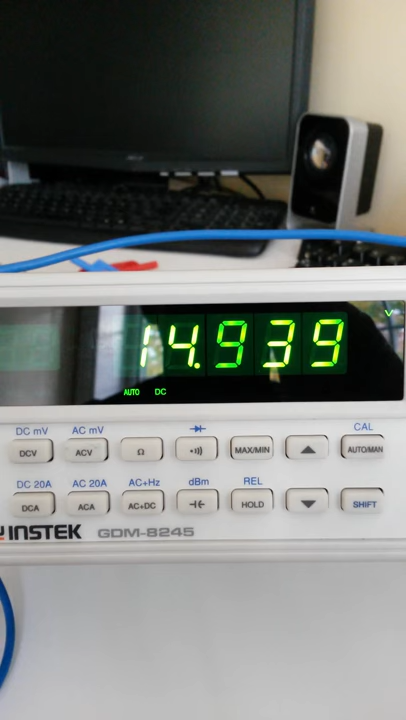 acer
V
14.939
AUTO DC
DC mV AC mV CAL
DCV ACV Ω MAX/MIN AUTO/MAN
DC 20A AC 20A AC+Hz dBm REL
DCA ACA AC+DC HOLD SHIFT
INSTEK GDM-8245